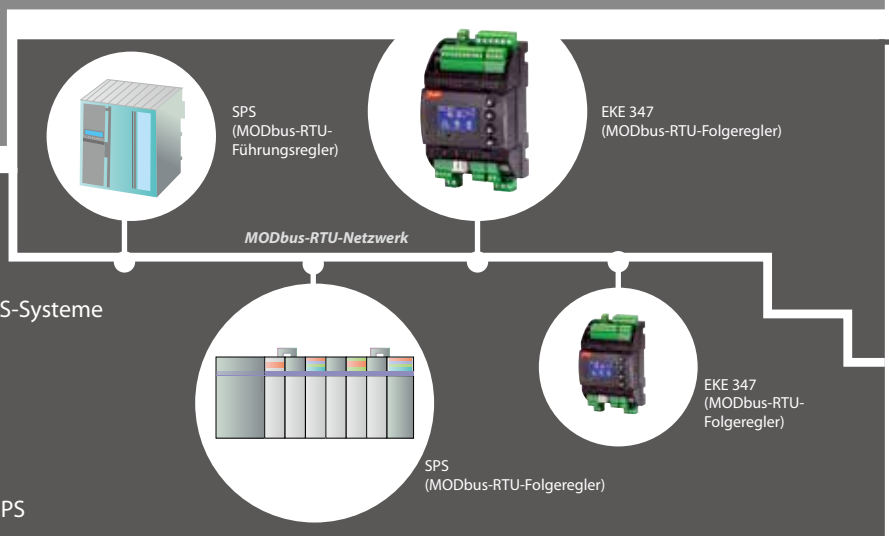 SPS
(MODbus-RTU-
Führungsregler)
EKE 347
(MODbus-RTU-Folgeregler)
MODbus-RTU-Netzwerk
S-Systeme
EKE 347
(MODbus-RTU-
Folgeregler)
SPS
(MODbus-RTU-Folgeregler)
PS